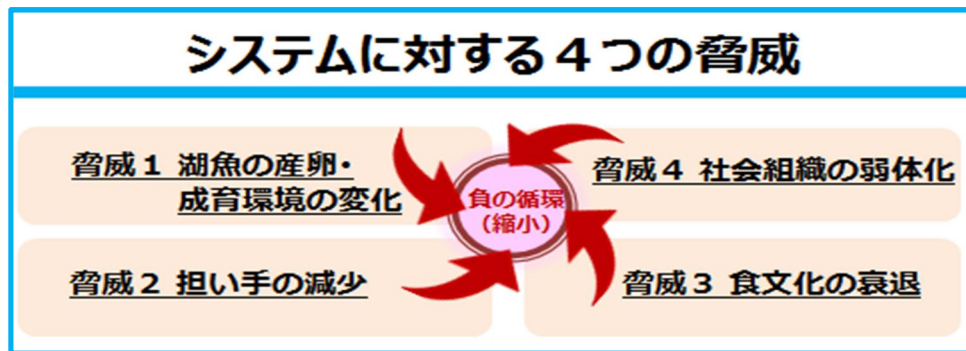 システムに対する４つの脅威
脅威１ 湖魚の産卵・
成育環境の変化
脅威２ 担い手の減少
負の循環
（縮小）
脅威４ 社会組織の弱体化
脅威３ 食文化の衰退